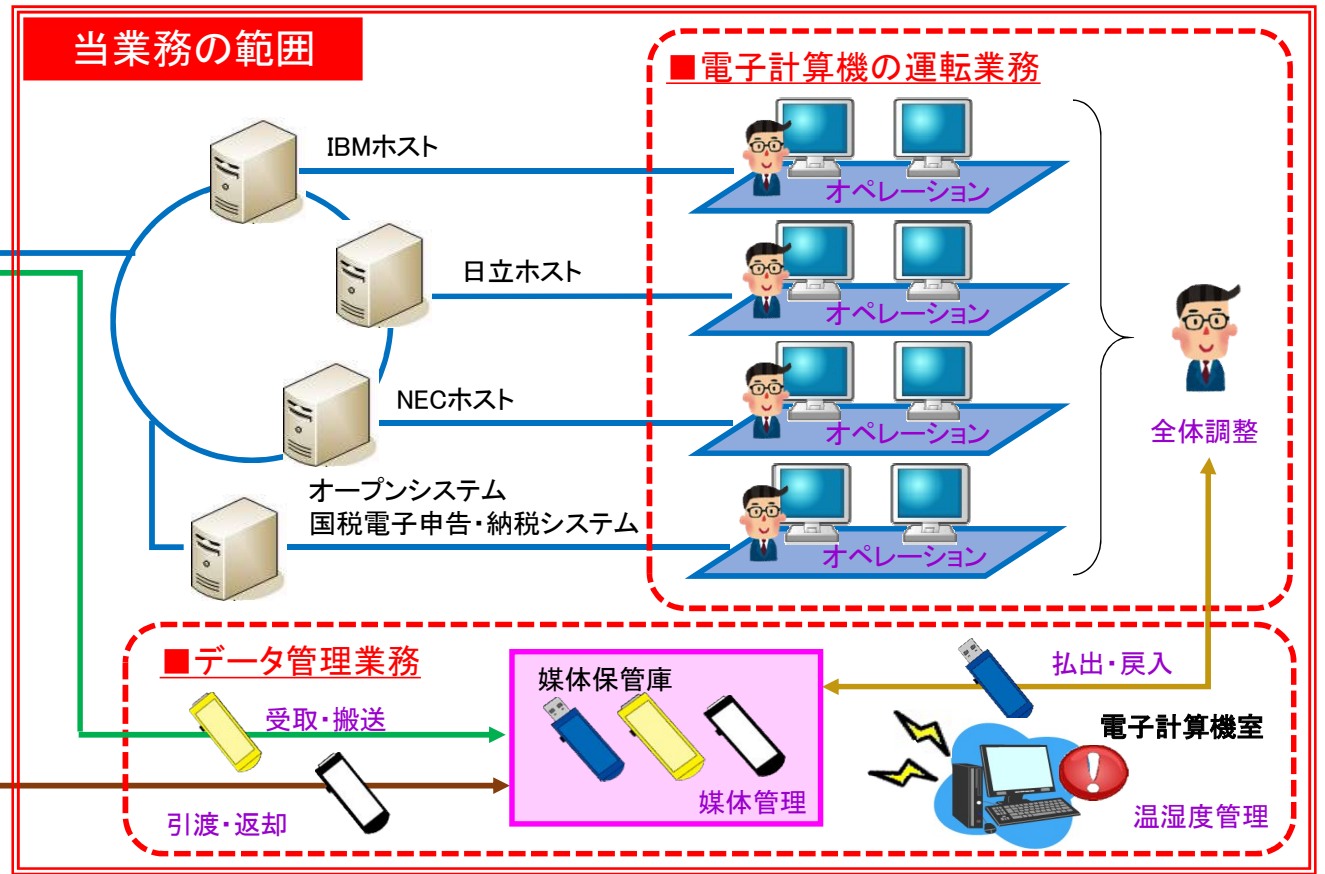 当業務の範囲
■電子計算機の運転業務
IBMホスト
オペレーション
日立ホスト
オペレーション
NECホスト
オペレーション
全体調整
オープンシステム
国税電子申告・納税システム
オペレーション
■データ管理業務
受取・搬送
引渡・返却
媒体保管庫
媒体管理
払出・戻入
電子計算機室
温湿度管理